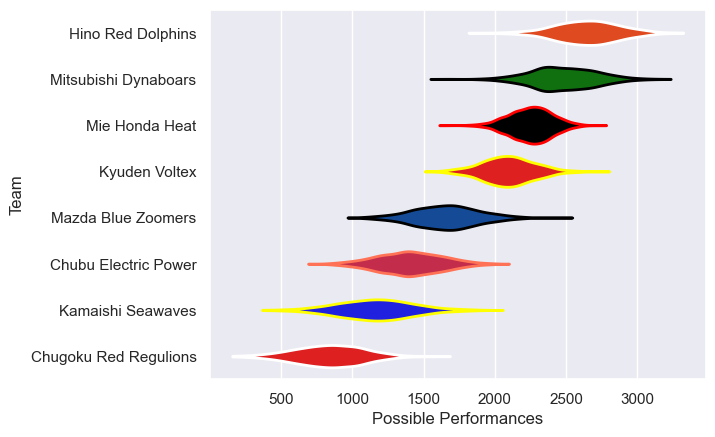 Hino Red Dolphins
Mitsubishi Dynaboars
Mie Honda Heat
Kyuden Voltex
Mazda Blue Zoomers
Chubu Electric Power
Kamaishi Seawaves
Chugoku Red Regulions
Team
500 1000 1500 2000 2500 3000
Possible Performances